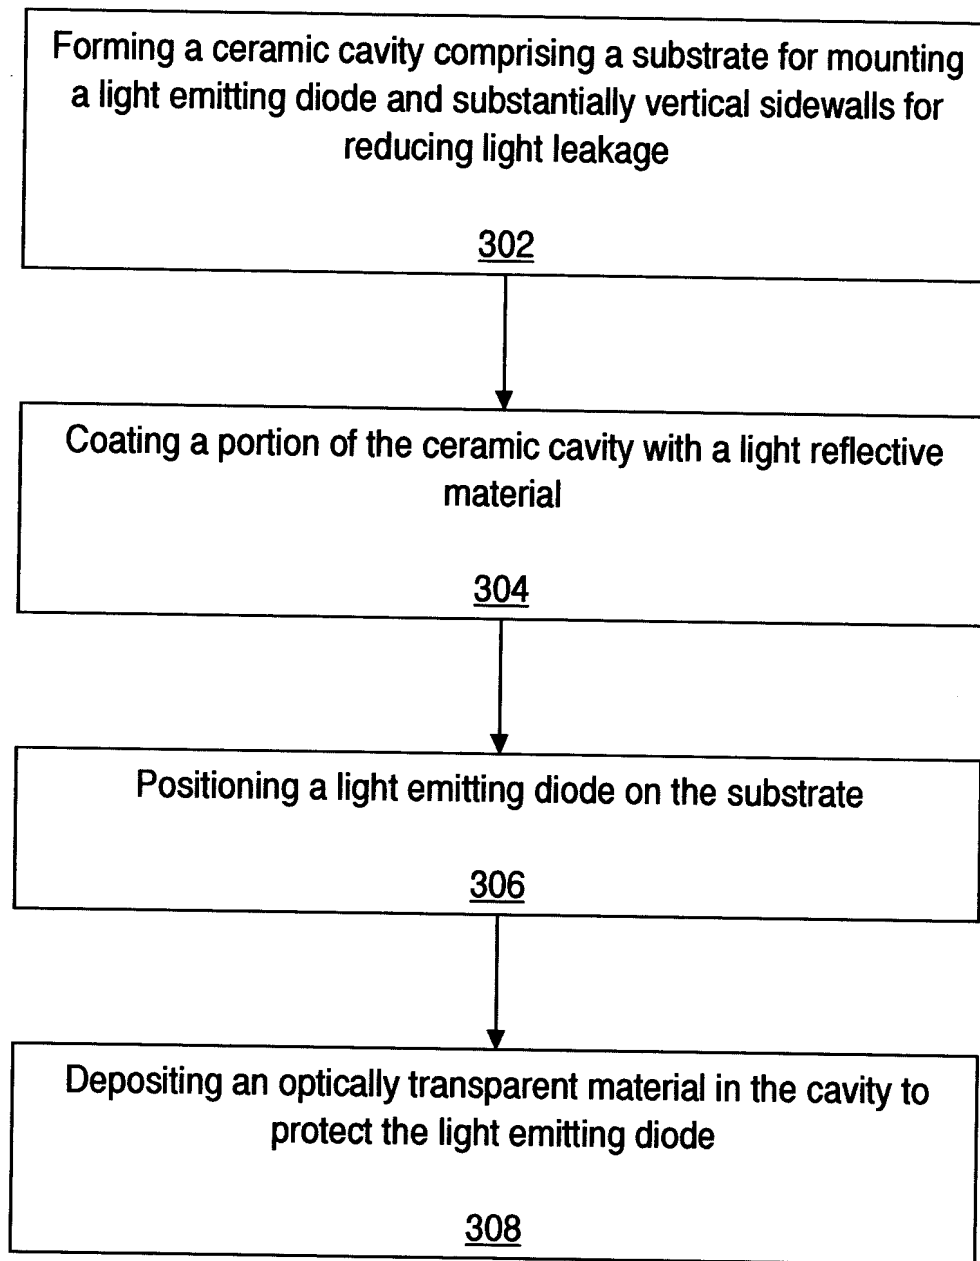 Forming a ceramic cavity comprising a substrate for mounting
a light emitting diode and substantially vertical sidewalls for
reducing light leakage
302
Coating a portion of the ceramic cavity with a light reflective
material
304
Positioning a light emitting diode on the substrate
306
Depositing an optically transparent material in the cavity to
protect the light emitting diode
308